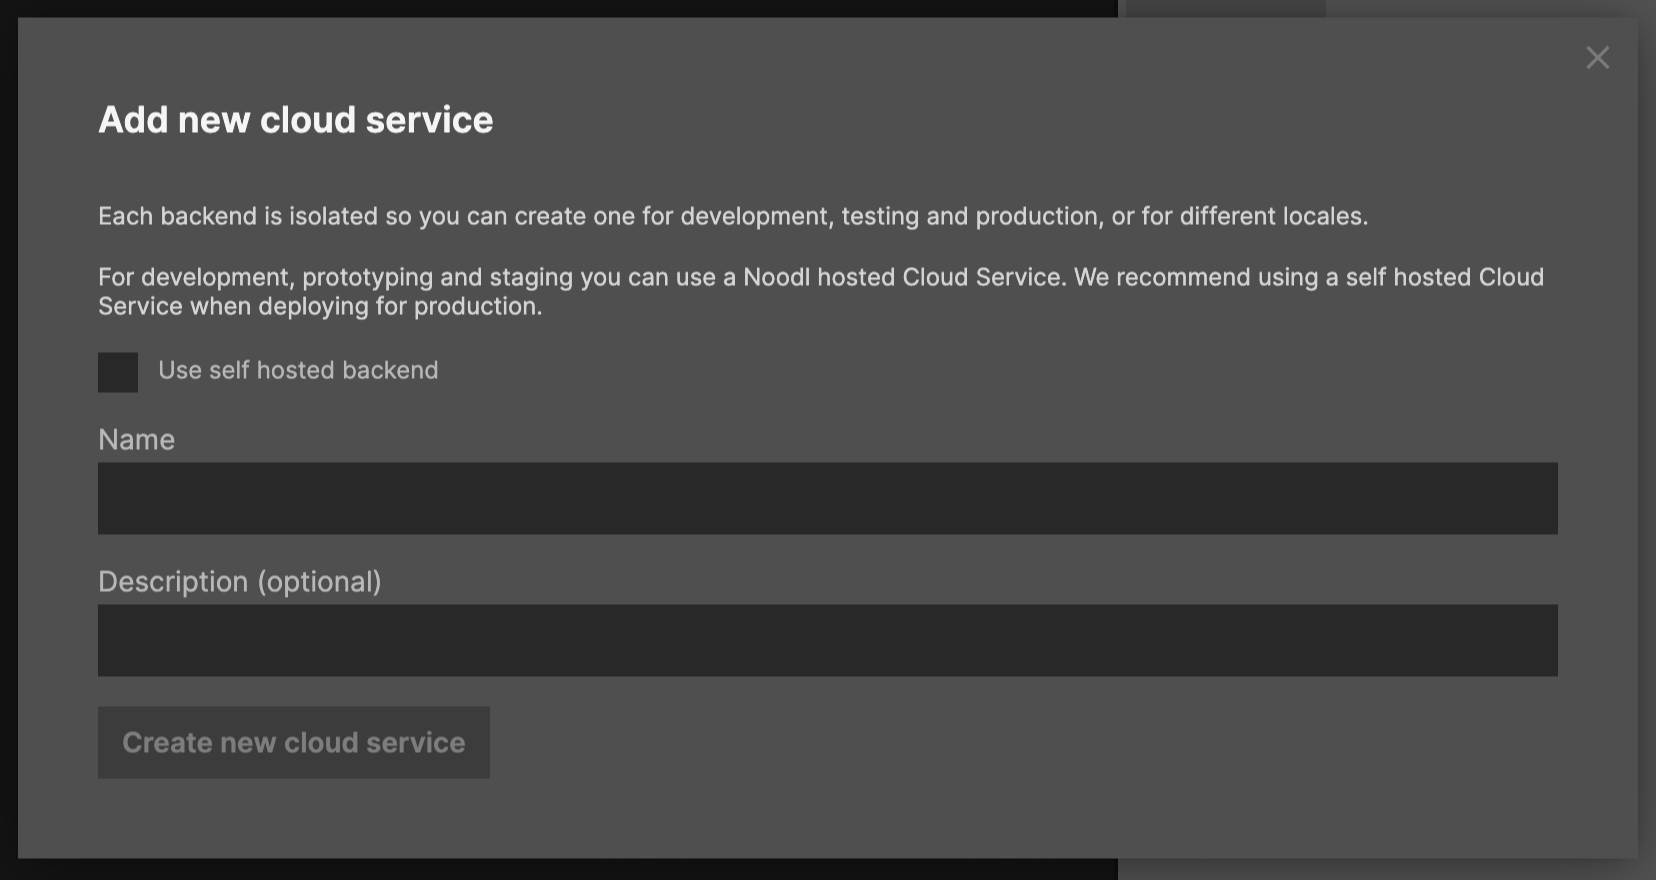 Add new cloud service
Each backend is isolated so you can create one for development, testing and production, or for different locales.
For development, prototyping and staging you can use a Noodl hosted Cloud Service. We recommend using a self hosted Cloud
Service when deploying for production.
Use self hosted backend
Name
Description (optional)
Create new cloud service